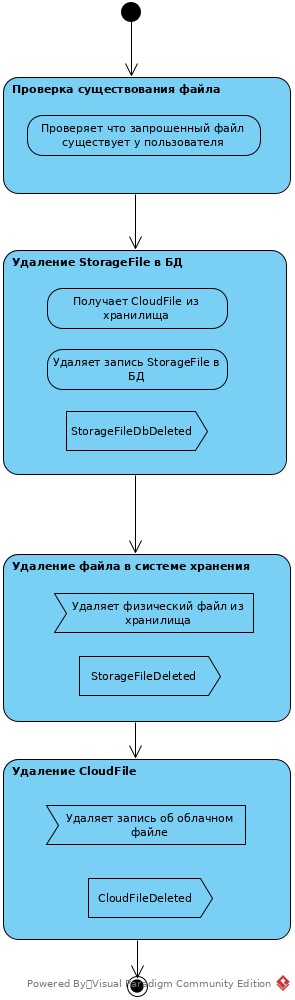 Проверка существования файла
Проверяет что запрошенный файл
существует у пользователя
Удаление StorageFile в БД
Получает CloudFile из
хранилища
Удаляет запись StorageFile в
БД
StorageFileDbDeleted
Удаление файла в системе хранения
Удаляет физический файл из
хранилища
StorageFileDeleted
Удаление CloudFile
Удаляет запись об облачном
файле
CloudFileDeleted
Powered By Visual Paradigm Community Edition